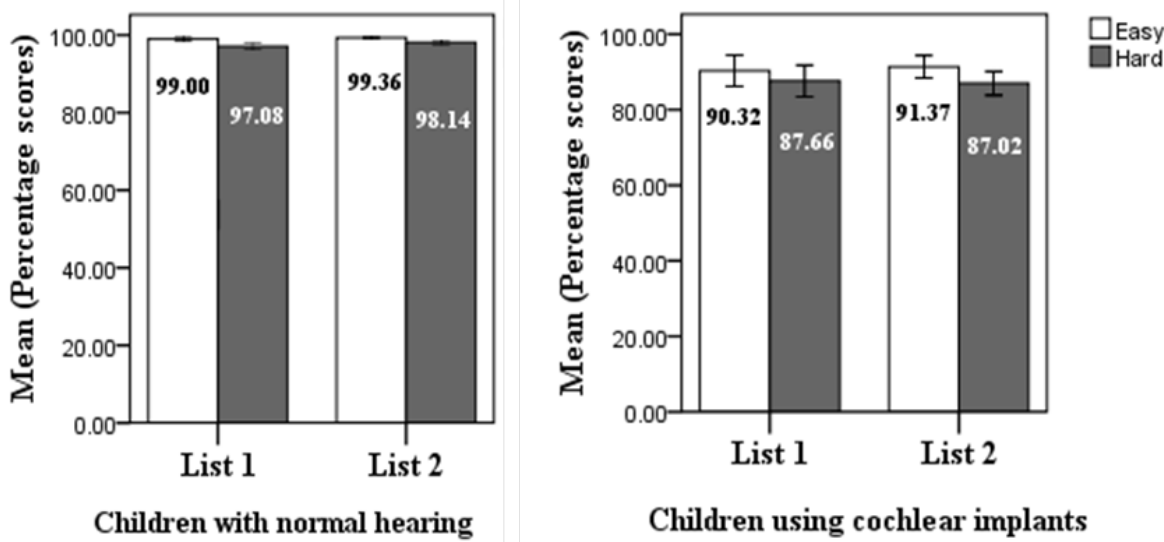 Mean (Percentage scores)
100.00
80.00
60.00
40.00
20.00
0.00
99.00
97.08
99.36
98.14
List 1
List 2
Children with normal hearing
Mean (Percentage scores)
100.00
80.00
60.00
40.00
20.00
0.00
90.32
87.66
91.37
87.02
List 1
List 2
Children using cochlear implants
Easy
Hard